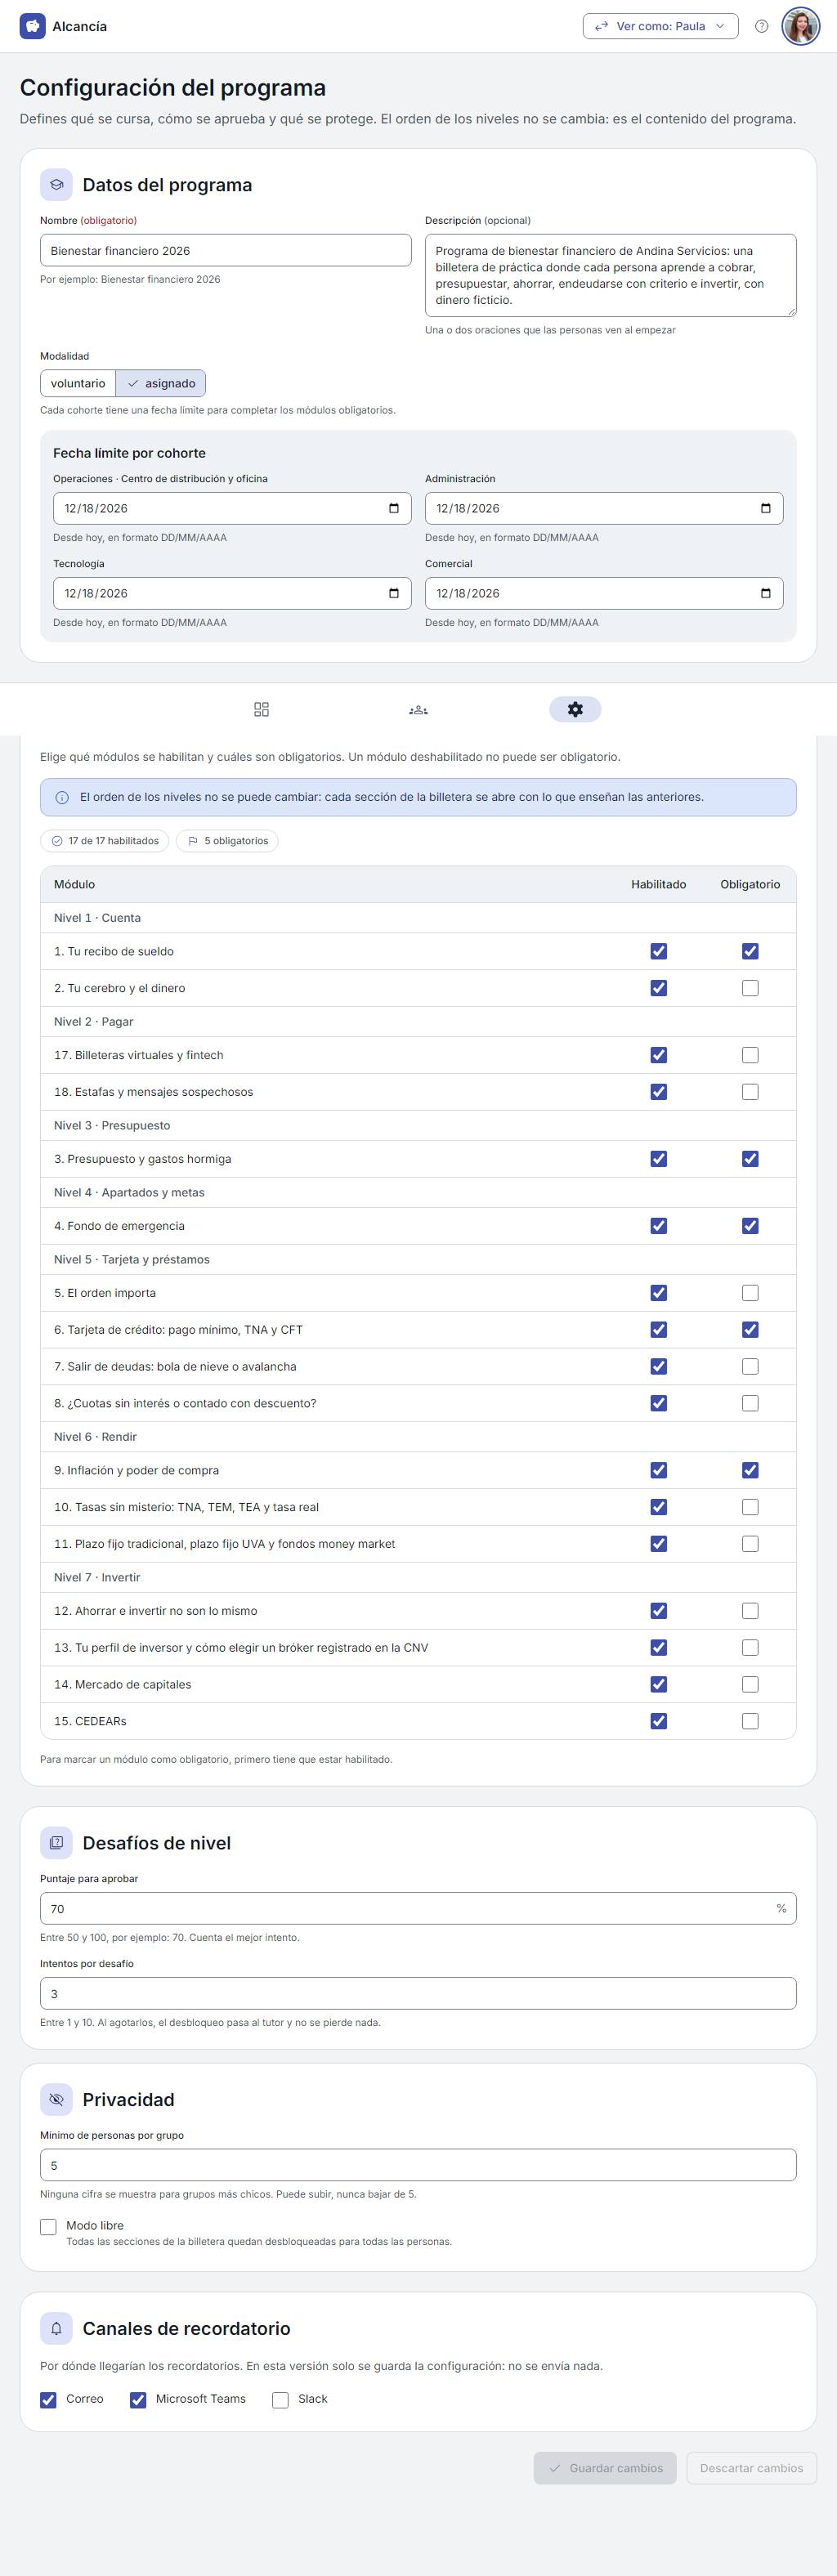 Alcancía
Ver como: Paula
Configuración del programa
Defines qué se cursa, cómo se aprueba y qué se protege. El orden de los niveles no se cambia: es el contenido del programa.
Datos del programa
Nombre (obligatorio)
Bienestar financiero 2026
Por ejemplo: Bienestar financiero 2026
Descripción (opcional)
Programa de bienestar financiero de Andina Servicios: una
billetera de práctica donde cada persona aprende a cobrar,
presupuestar, ahorrar, endeudarse con criterio e invertir, con
dinero ficticio.
Una o dos oraciones que las personas ven al empezar
Modalidad
voluntario
asignado
Cada cohorte tiene una fecha límite para completar los módulos obligatorios.
Fecha límite por cohorte
Operaciones · Centro de distribución y oficina
12/18/2026
Desde hoy, en formato DD/MM/AAAA
Administración
12/18/2026
Desde hoy, en formato DD/MM/AAAA
Tecnología
12/18/2026
Desde hoy, en formato DD/MM/AAAA
Comercial
12/18/2026
Desde hoy, en formato DD/MM/AAAA
Elige qué módulos se habilitan y cuáles son obligatorios. Un módulo deshabilitado no puede ser obligatorio.
El orden de los niveles no se puede cambiar: cada sección de la billetera se abre con lo que enseñan las anteriores.
17 de 17 habilitados
5 obligatorios
Módulo Habilitado Obligatorio
Nivel 1 · Cuenta
1. Tu recibo de sueldo
2. Tu cerebro y el dinero
Nivel 2 · Pagar
17. Billeteras virtuales y fintech
18. Estafas y mensajes sospechosos
Nivel 3 · Presupuesto
3. Presupuesto y gastos hormiga
Nivel 4 · Apartados y metas
4. Fondo de emergencia
Nivel 5 · Tarjeta y préstamos
5. El orden importa
6. Tarjeta de crédito: pago mínimo, TNA y CFT
7. Salir de deudas: bola de nieve o avalancha
8. ¿Cuotas sin interés o contado con descuento?
Nivel 6 · Rendir
9. Inflación y poder de compra
10. Tasas sin misterio: TNA, TEM, TEA y tasa real
11. Plazo fijo tradicional, plazo fijo UVA y fondos money market
Nivel 7 · Invertir
12. Ahorrar e invertir no son lo mismo
13. Tu perfil de inversor y cómo elegir un bróker registrado en la CNV
14. Mercado de capitales
15. CEDEARs
Para marcar un módulo como obligatorio, primero tiene que estar habilitado.
Desafíos de nivel
Puntaje para aprobar
70 %
Entre 50 y 100, por ejemplo: 70. Cuenta el mejor intento.
Intentos por desafío
3
Entre 1 y 10. Al agotarlos, el desbloqueo pasa al tutor y no se pierde nada.
Privacidad
Mínimo de personas por grupo
5
Ninguna cifra se muestra para grupos más chicos. Puede subir, nunca bajar de 5.
Modo libre
Todas las secciones de la billetera quedan desbloqueadas para todas las personas.
Canales de recordatorio
Por dónde llegarían los recordatorios. En esta versión solo se guarda la configuración: no se envía nada.
Correo
Microsoft Teams
Slack
Guardar cambios
Descartar cambios